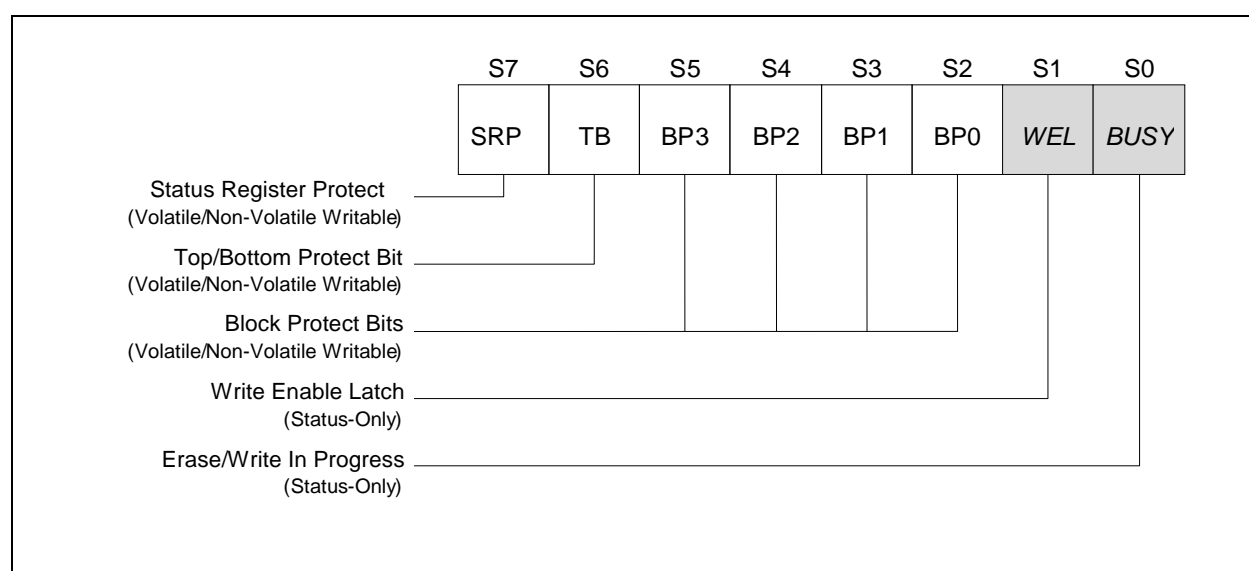 S7 S6 S5 S4 S3 S2 S1 S0
SRP TB BP3 BP2 BP1 BP0 WEL BUSY
Status Register Protect
(Volatile/Non-Volatile Writable)
Top/Bottom Protect Bit
(Volatile/Non-Volatile Writable)
Block Protect Bits
(Volatile/Non-Volatile Writable)
Write Enable Latch
(Status-Only)
Erase/Write In Progress
(Status-Only)